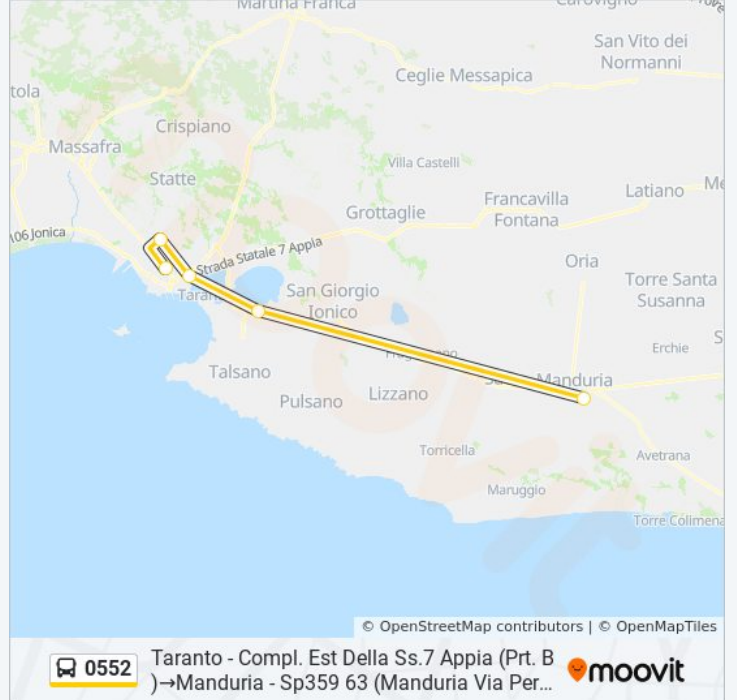 Martina Franca
Carovigno
San Vito dei
Normanni
Ceglie Messapica
tola
Crispiano
Massafra
Villa Castelli
Statte
Latiano
Me
Francavilla
Fontana
Grottaglie
106 Jonica
Strada Statale 7 Appia
Oria
Torre Santa
Susanna
San Giorgio
Ionico
Taran
S
Erchie
Talsano
Manduria
Lizzano
Pulsano
Torricella
Avetrana
Maruggio
Torre Colimena
© OpenStreetMap contributors | © OpenMapTiles
0552
Taranto - Compl. Est Della Ss.7 Appia (Prt. B
)→Manduria - Sp359 63 (Manduria Via Per...
moovit